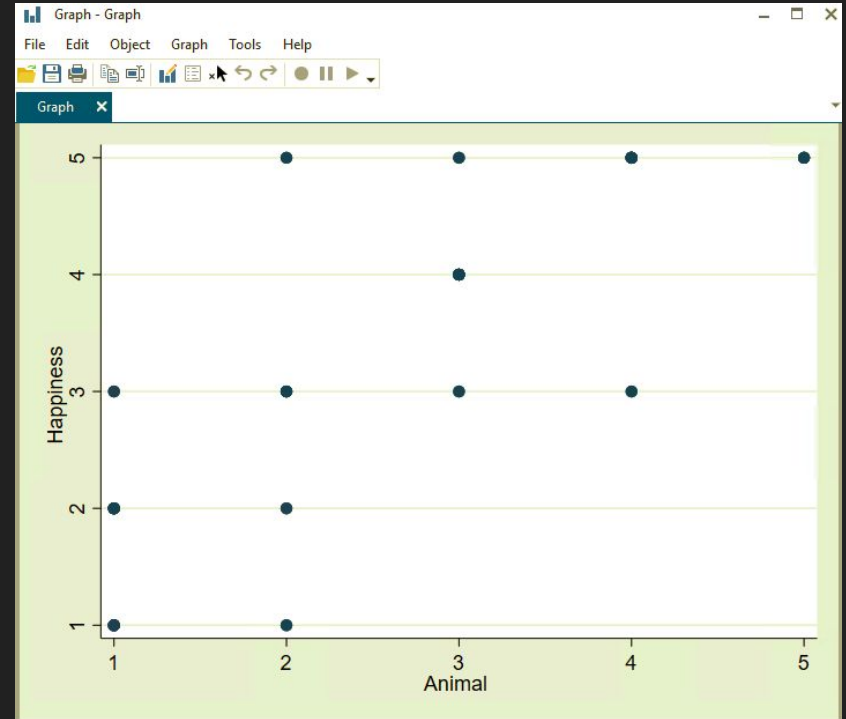 Graph - Graph
File Edit Object Graph Tools Help
Graph
5
4
3
2
1
Happiness
1 2 3 4 5
Animal